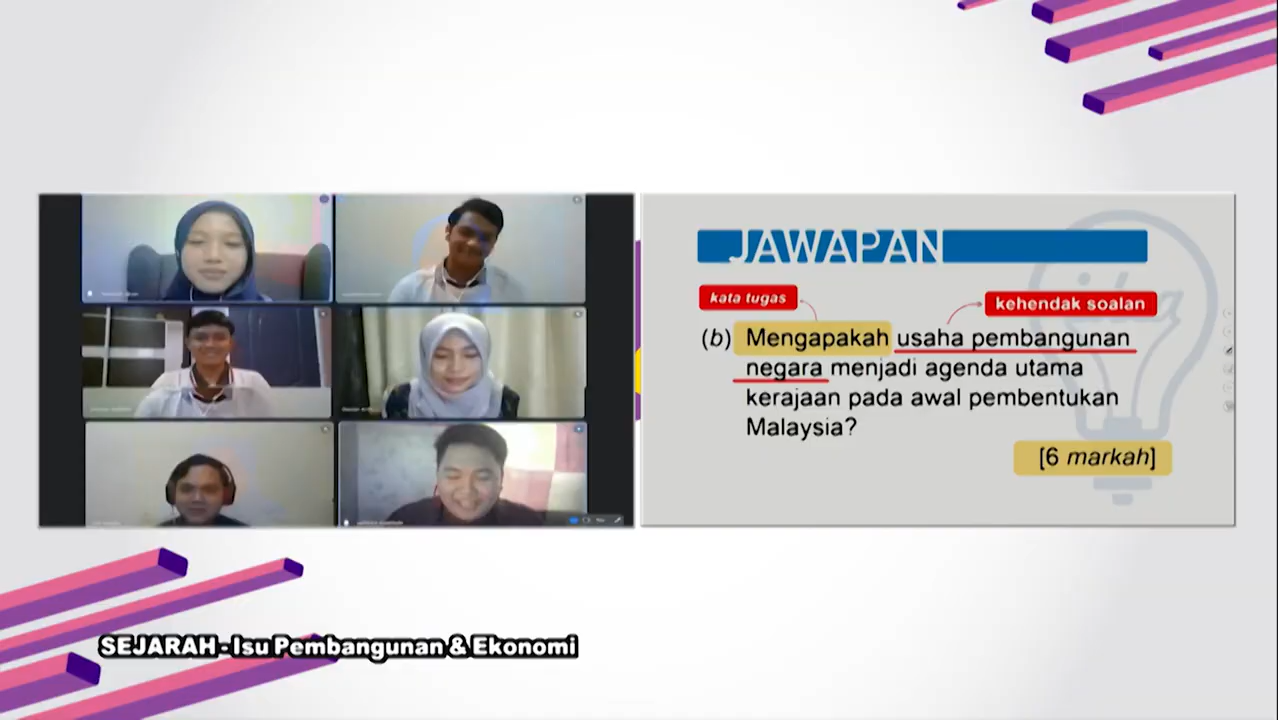 JAWAPAN
kata tugas
kehendak soalan
(b) Mengapakah usaha pembangunan
negara menjadi agenda utama
kerajaan pada awal pembentukan
Malaysia?
[6 markah]
SEJARAH - Isu Pembangunan & Ekonomi